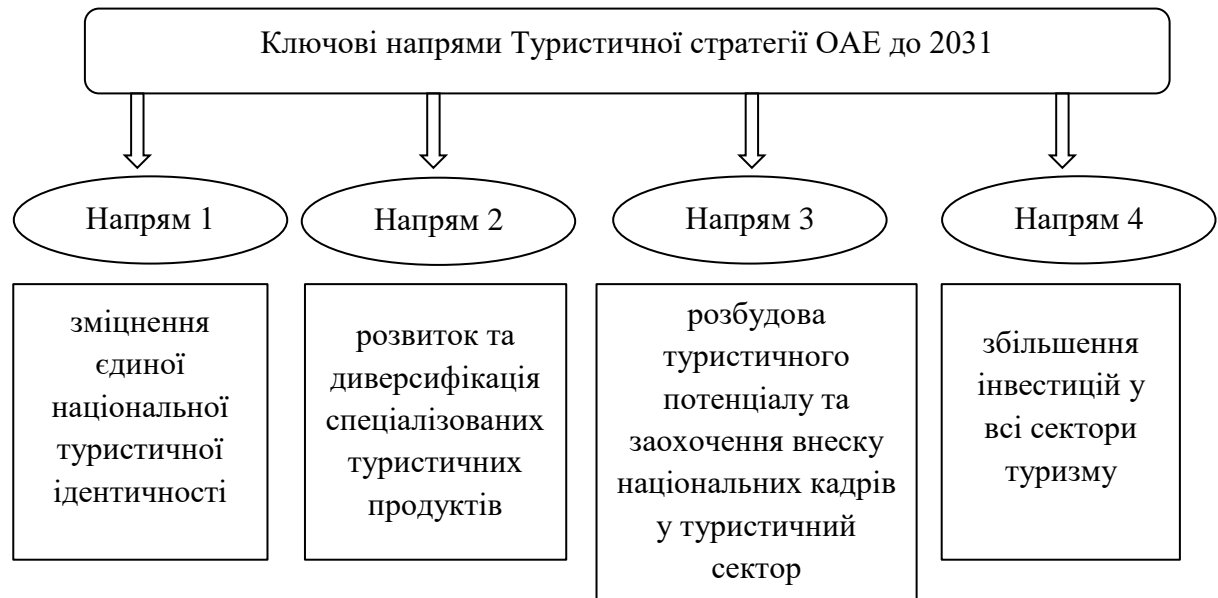 Ключові напрями Туристичної стратегії ОАЕ до 2031
Напрям 1
Напрям 2
Напрям 3
Напрям 4
зміцнення
єдиної
національної
туристичної
ідентичності
розвиток та
диверсифікація
спеціалізованих
туристичних
продуктів
розбудова
туристичного
потенціалу та
заохочення внеску
національних кадрів
у туристичний
сектор
збільшення
інвестицій у
всі сектори
туризму